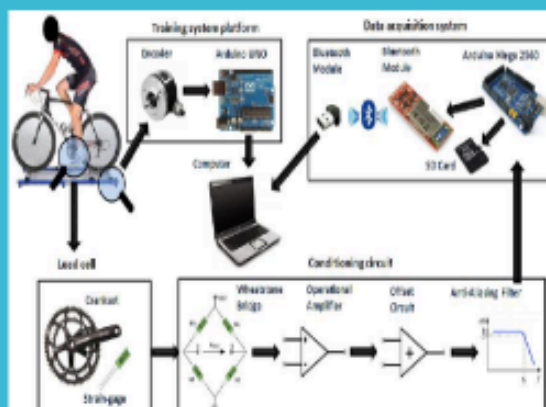 Training system platform
Data acquisition system
Encoder
Arduino UNO
Bluetooth
Module
Bluetooth
Module
Arduino Mega 2560
SD Card
Computer
Load cell
Conditioning circuit
Crankset
Strain-gage
Wheatstone
Bridge
Operational
Amplifier
Offset
Circuit
Anti-Aliasing Filter